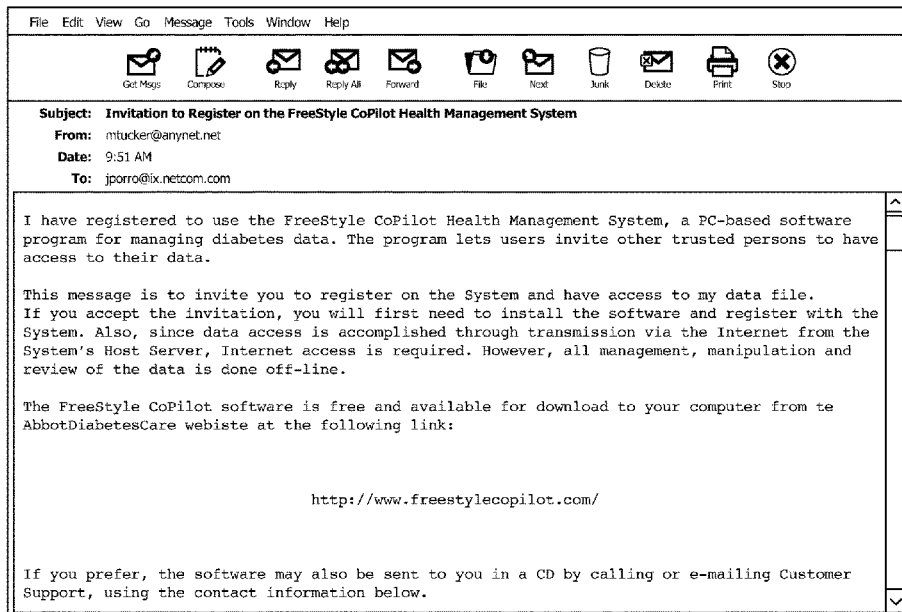 File Edit View Go Message Tools Window Help
Get Msgs Compose Reply Reply All Forward File Next Junk Delete Print Stop
Subject: Invitation to Register on the FreeStyle CoPilot Health Management System
From: mtucker@anynet.net
Date: 9:51 AM
To: jporro@ix.netcom.com
I have registered to use the FreeStyle CoPilot Health Management System, a PC-based software
program for managing diabetes data. The program lets users invite other trusted persons to have
access to their data.
This message is to invite you to register on the System and have access to my data file.
If you accept the invitation, you will first need to install the software and register with the
System. Also, since data access is accomplished through transmission via the Internet from the
System's Host Server, Internet access is required. However, all management, manipulation and
review of the data is done off-line.
The FreeStyle CoPilot software is free and available for download to your computer from te
AbbotDiabetesCare webiste at the following link:
http://www.freestylecopilot.com/
If you prefer, the software may also be sent to you in a CD by calling or e-mailing Customer
Support, using the contact information below.